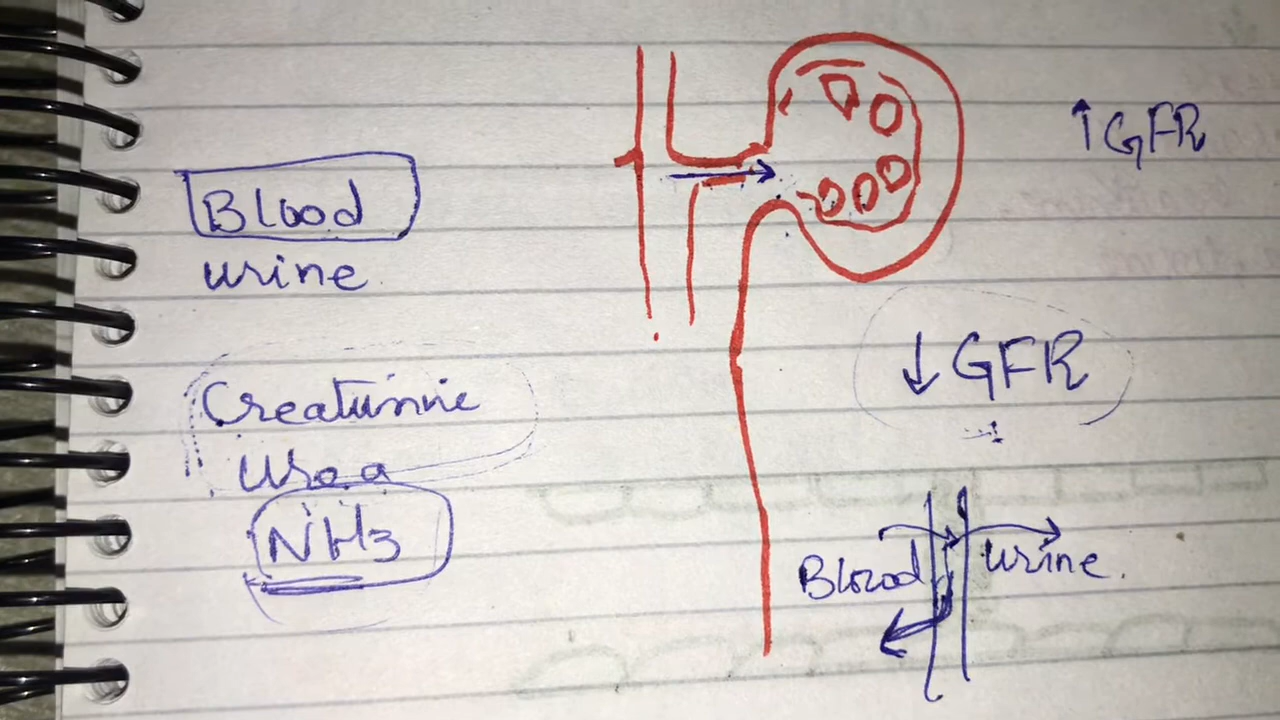 Blood
urine
Creatinine
Urea
NH3
↑GFR
↓GFR
Blood
urine.